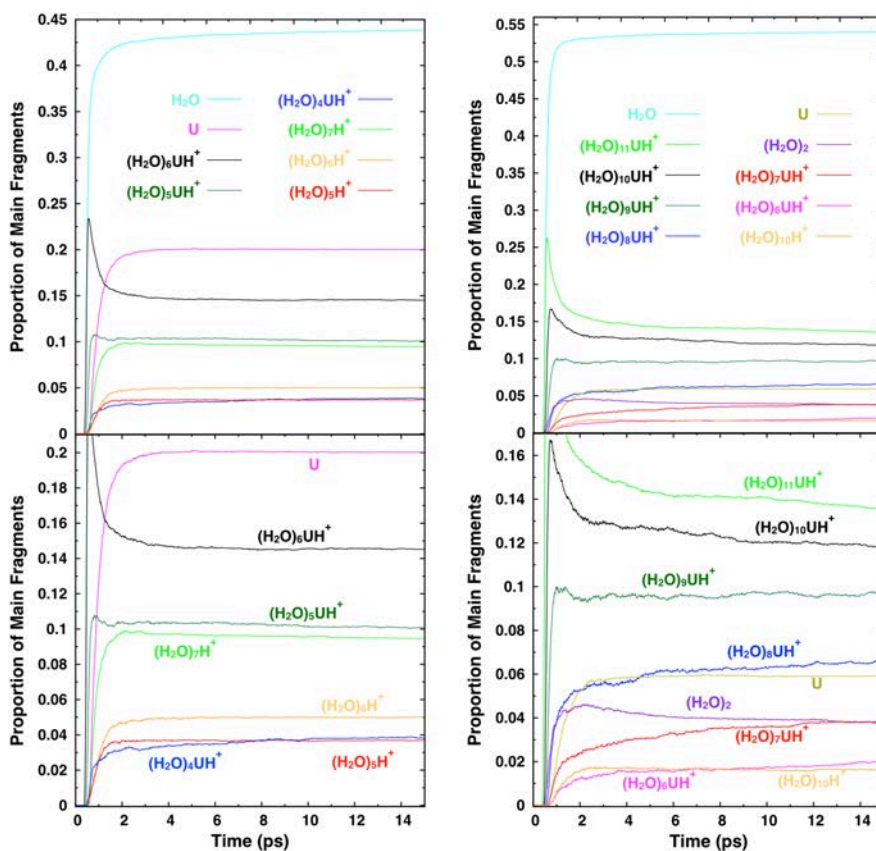 0.45
0.4
0.35
0.3
0.25
0.2
0.15
0.1
0.05
0
Proportion of Main Fragments
H₂O
U
(H₂O)₆UH⁺
(H₂O)₅UH⁺
(H₂O)₄UH⁺
(H₂O)₇H⁺
(H₂O)₆H⁺
(H₂O)₅H⁺
0.55
0.5
0.45
0.4
0.35
0.3
0.25
0.2
0.15
0.1
0.05
0
Proportion of Main Fragments
H₂O
(H₂O)₁₁UH⁺
(H₂O)₁₀UH⁺
(H₂O)₉UH⁺
(H₂O)₈UH⁺
U
(H₂O)₂
(H₂O)₇UH⁺
(H₂O)₆UH⁺
(H₂O)₁₀H⁺
0.2
0.18
0.16
0.14
0.12
0.1
0.08
0.06
0.04
0.02
0
Proportion of Main Fragments
U
(H₂O)₆UH⁺
(H₂O)₅UH⁺
(H₂O)₇H⁺
(H₂O)₆H⁺
(H₂O)₄UH⁺
(H₂O)₅H⁺
0 2 4 6 8 10 12 14
Time (ps)
0.16
0.14
0.12
0.1
0.08
0.06
0.04
0.02
0
Proportion of Main Fragments
(H₂O)₁₁UH⁺
(H₂O)₁₀UH⁺
(H₂O)₉UH⁺
(H₂O)₈UH⁺
U
(H₂O)₂
(H₂O)₇UH⁺
(H₂O)₆UH⁺
(H₂O)₁₀H⁺
0 2 4 6 8 10 12 14
Time (ps)